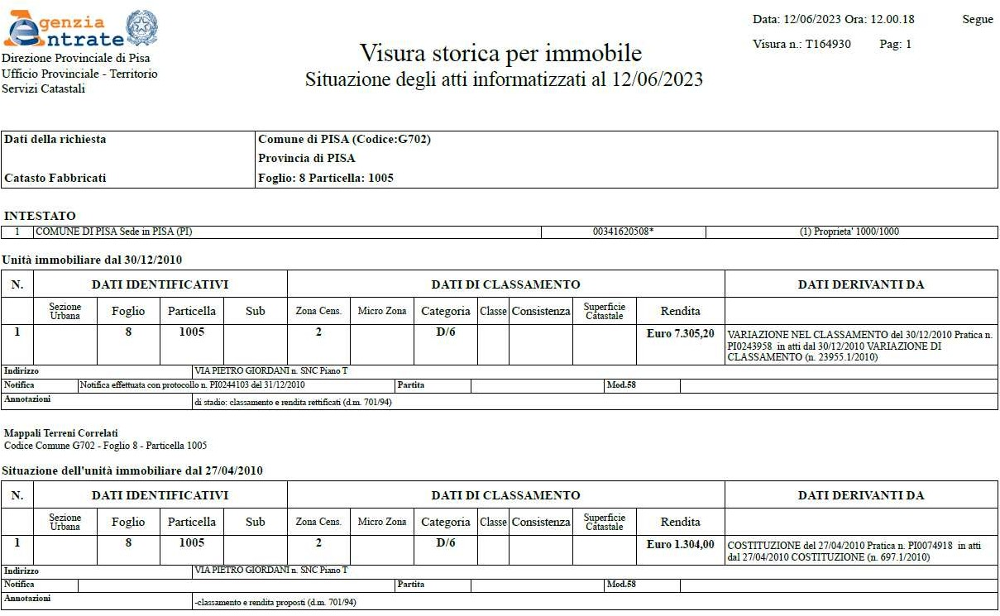 Agenzia
Entrate
Direzione Provinciale di Pisa
Ufficio Provinciale - Territorio
Servizi Catastali
Visura storica per immobile
Situazione degli atti informatizzati al 12/06/2023
Data: 12/06/2023 Ora: 12.00.18 Segue
Visura n.: T164930 Pag: 1
Dati della richiesta Comune di PISA (Codice:G702)
Provincia di PISA
Catasto Fabbricati Foglio: 8 Particella: 1005
INTESTATO
1 COMUNE DI PISA Sede in PISA (PI) 00341620508* (1) Proprieta' 1000/1000
Unità immobiliare dal 30/12/2010
N. DATI IDENTIFICATIVI DATI DI CLASSAMENTO DATI DERIVANTI DA
Sezione Urbana Foglio Particella Sub Zona Cens. Micro Zona Categoria Classe Consistenza Superficie Catastale Rendita
1 8 1005 2 D/6 Euro 7.305,20 VARIAZIONE NEL CLASSAMENTO del 30/12/2010 Pratica n.
PI0243958 in atti dal 30/12/2010 VARIAZIONE DI
CLASSAMENTO (n. 23955.1/2010)
Indirizzo VIA PIETRO GIORDANI n. SNC Piano T
Notifica Notifica effettuata con protocollo n. PI0244103 del 31/12/2010 Partita Mod.58
Annotazioni di stadio: classamento e rendita rettificati (d.m. 701/94)
Mappali Terreni Correlati
Codice Comune G702 - Foglio 8 - Particella 1005
Situazione dell'unità immobiliare dal 27/04/2010
N. DATI IDENTIFICATIVI DATI DI CLASSAMENTO DATI DERIVANTI DA
Sezione Urbana Foglio Particella Sub Zona Cens. Micro Zona Categoria Classe Consistenza Superficie Catastale Rendita
1 8 1005 2 D/6 Euro 1.304,00 COSTITUZIONE del 27/04/2010 Pratica n. PI0074918 in atti
dal 27/04/2010 COSTITUZIONE (n. 697.1/2010)
Indirizzo VIA PIETRO GIORDANI n. SNC Piano T
Notifica Partita Mod.58
Annotazioni -classamento e rendita proposti (d.m. 701/94)